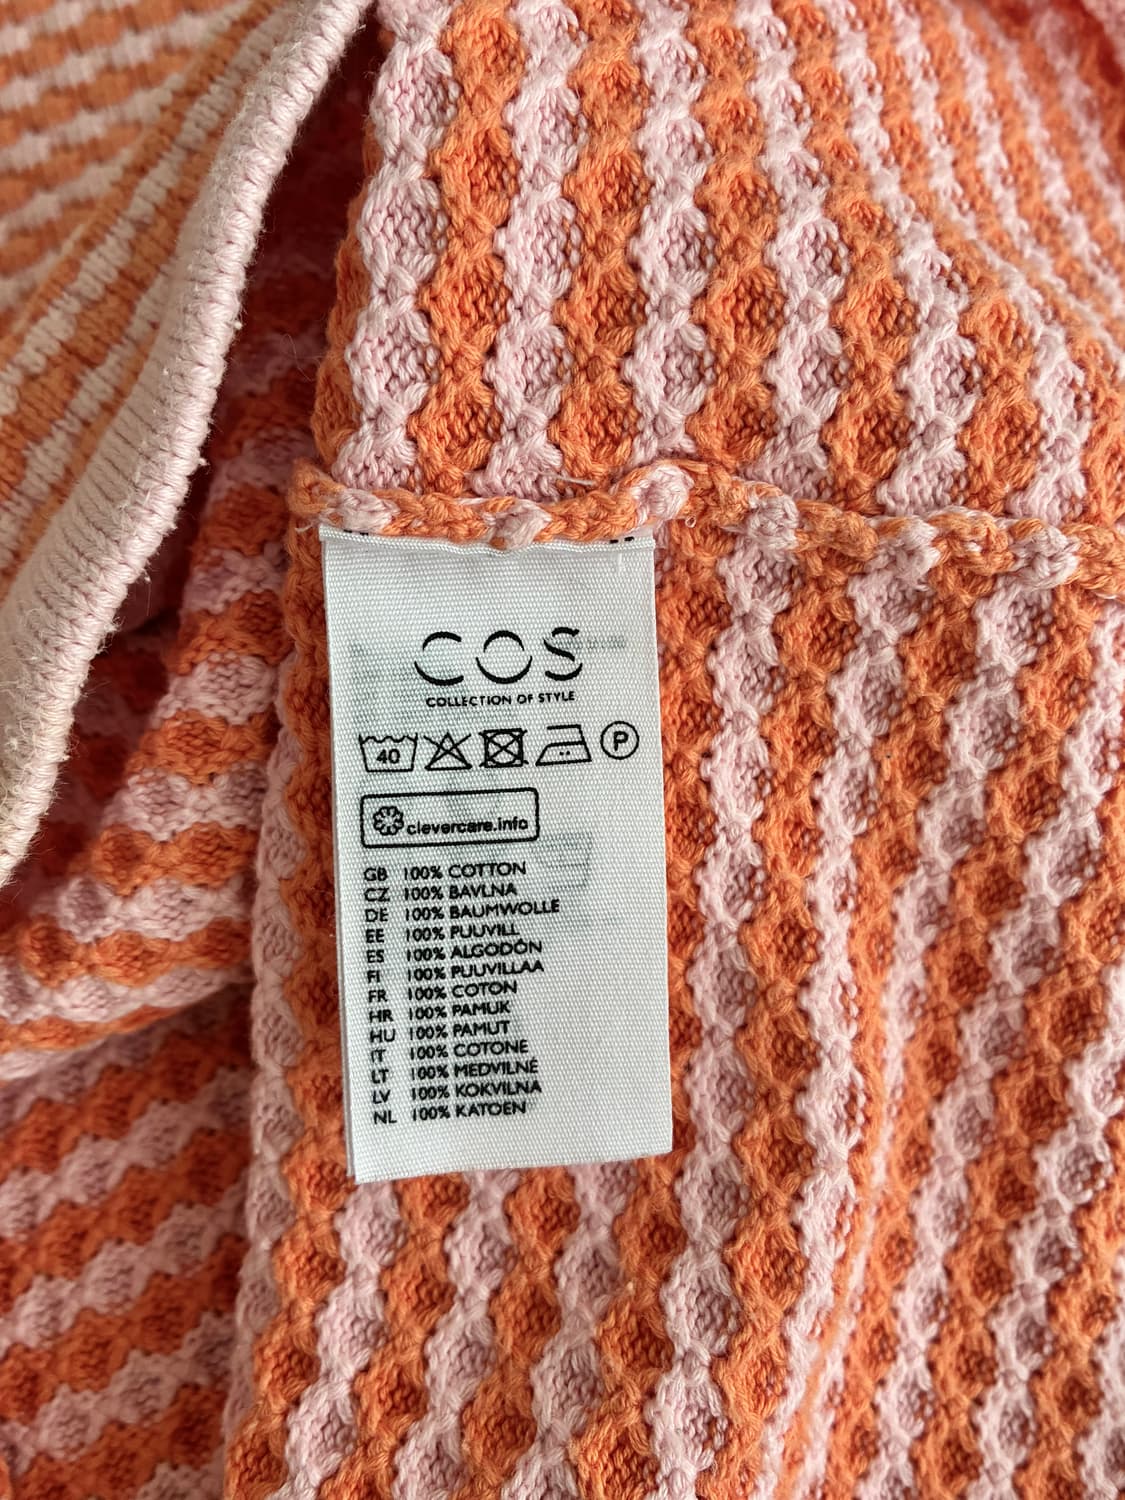 COS
COLLECTION OF STYLE
40 P
clevercare.info
GB 100% COTTON
CZ 100% BAVLNA
DE 100% BAUMWOLLE
EE 100% PUUVILL
ES 100% ALGODÓN
FI 100% PUUVILLAA
FR 100% COTON
HR 100% PAMUK
HU 100% PAMUT
IT 100% COTONE
LT 100% MEDVILNĖ
LV 100% KOKVILNA
NL 100% KATOEN